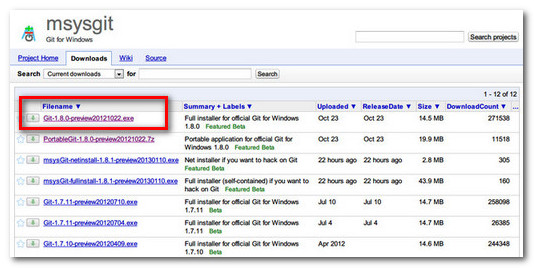 msysgit
Git for Windows
Search projects
Project Home Downloads Wiki Source
Search Current downloads for Search
1 - 12 of 12
Filename ▼ Summary + Labels ▼ Uploaded ▼ ReleaseDate ▼ Size ▼ DownloadCount ▼ ...
Git-1.8.0-preview20121022.exe Full installer for official Git for Windows Oct 23 Oct 23 14.5 MB 271538
1.8.0 Featured Beta
PortableGit-1.8.0-preview20121022.7z Portable application for official Git for Oct 23 Oct 23 19.9 MB 11518
Windows 1.8.0 Featured Beta
msysGit-netinstall-1.8.1-preview20130110.exe Net installer if you want to hack on Git 22 hours ago 22 hours ago 2.8 MB 305
Featured Beta
msysGit-fullinstall-1.8.1-preview20130110.exe Full installer (self-contained) if you want 22 hours ago 22 hours ago 43.9 MB 160
to hack on Git Featured Beta
Git-1.7.11-preview20120710.exe Full installer for official Git for Windows Jul 10 Jul 10 14.7 MB 258098
1.7.11 Beta
Git-1.7.11-preview20120704.exe Full installer for official Git for Windows Jul 4 Jul 4 14.7 MB 26385
1.7.11 Beta
Git-1.7.10-preview20120409.exe Full installer for official Git for Windows Apr 2012 14.6 MB 244348